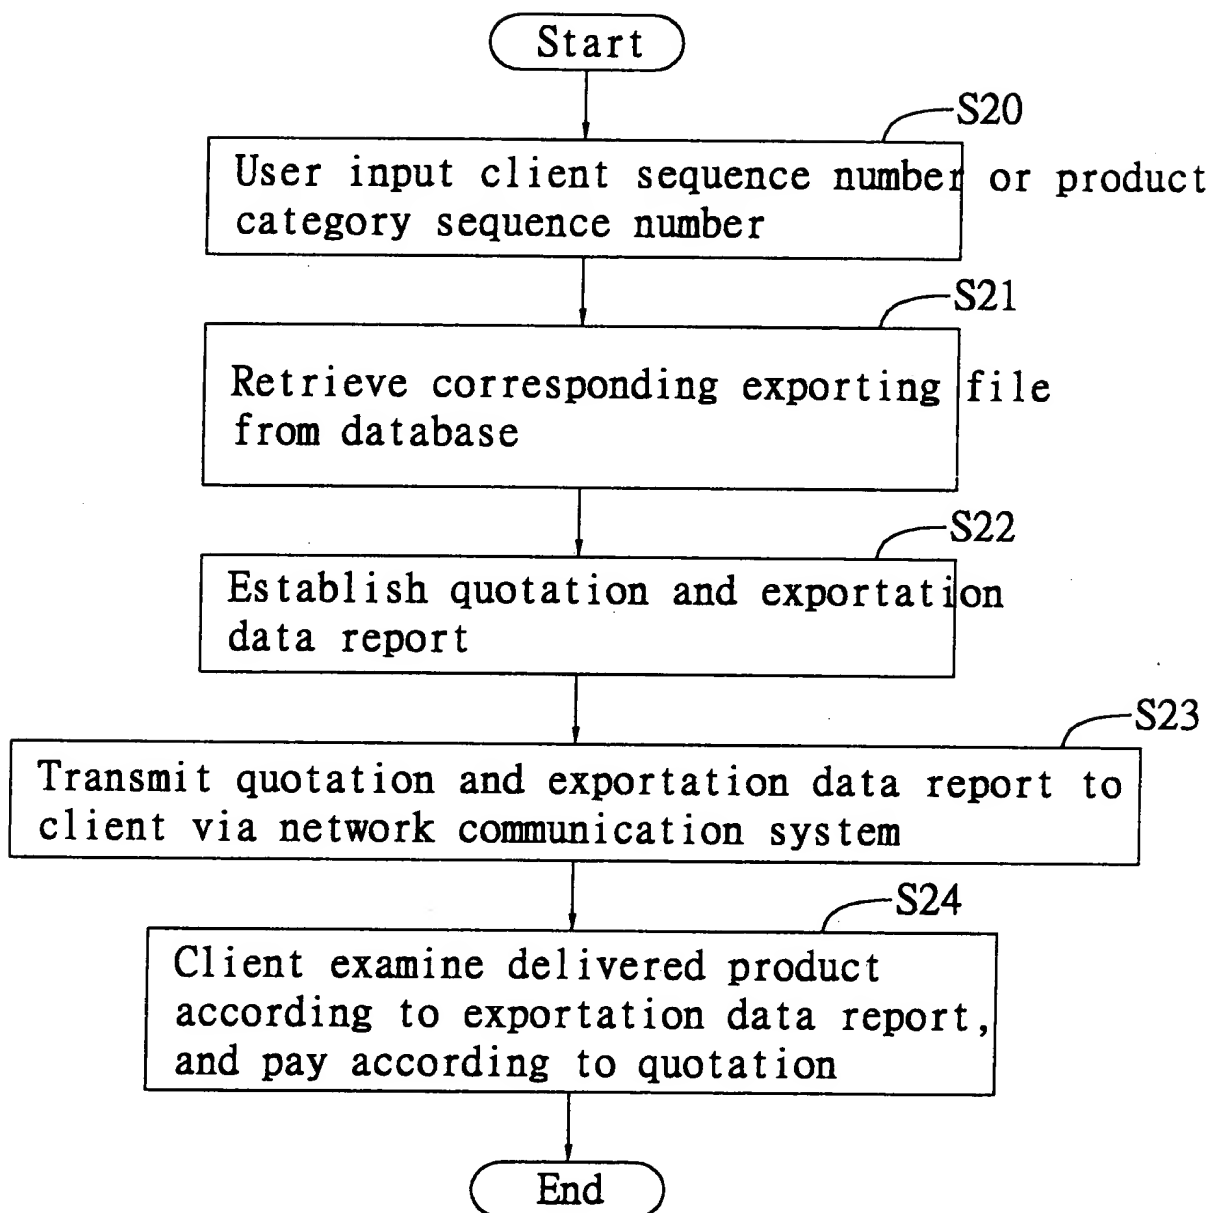 Start
S20
User input client sequence number or product
category sequence number
S21
Retrieve corresponding exporting file
from database
S22
Establish quotation and exportation
data report
S23
Transmit quotation and exportation data report to
client via network communication system
S24
Client examine delivered product
according to exportation data report,
and pay according to quotation
End